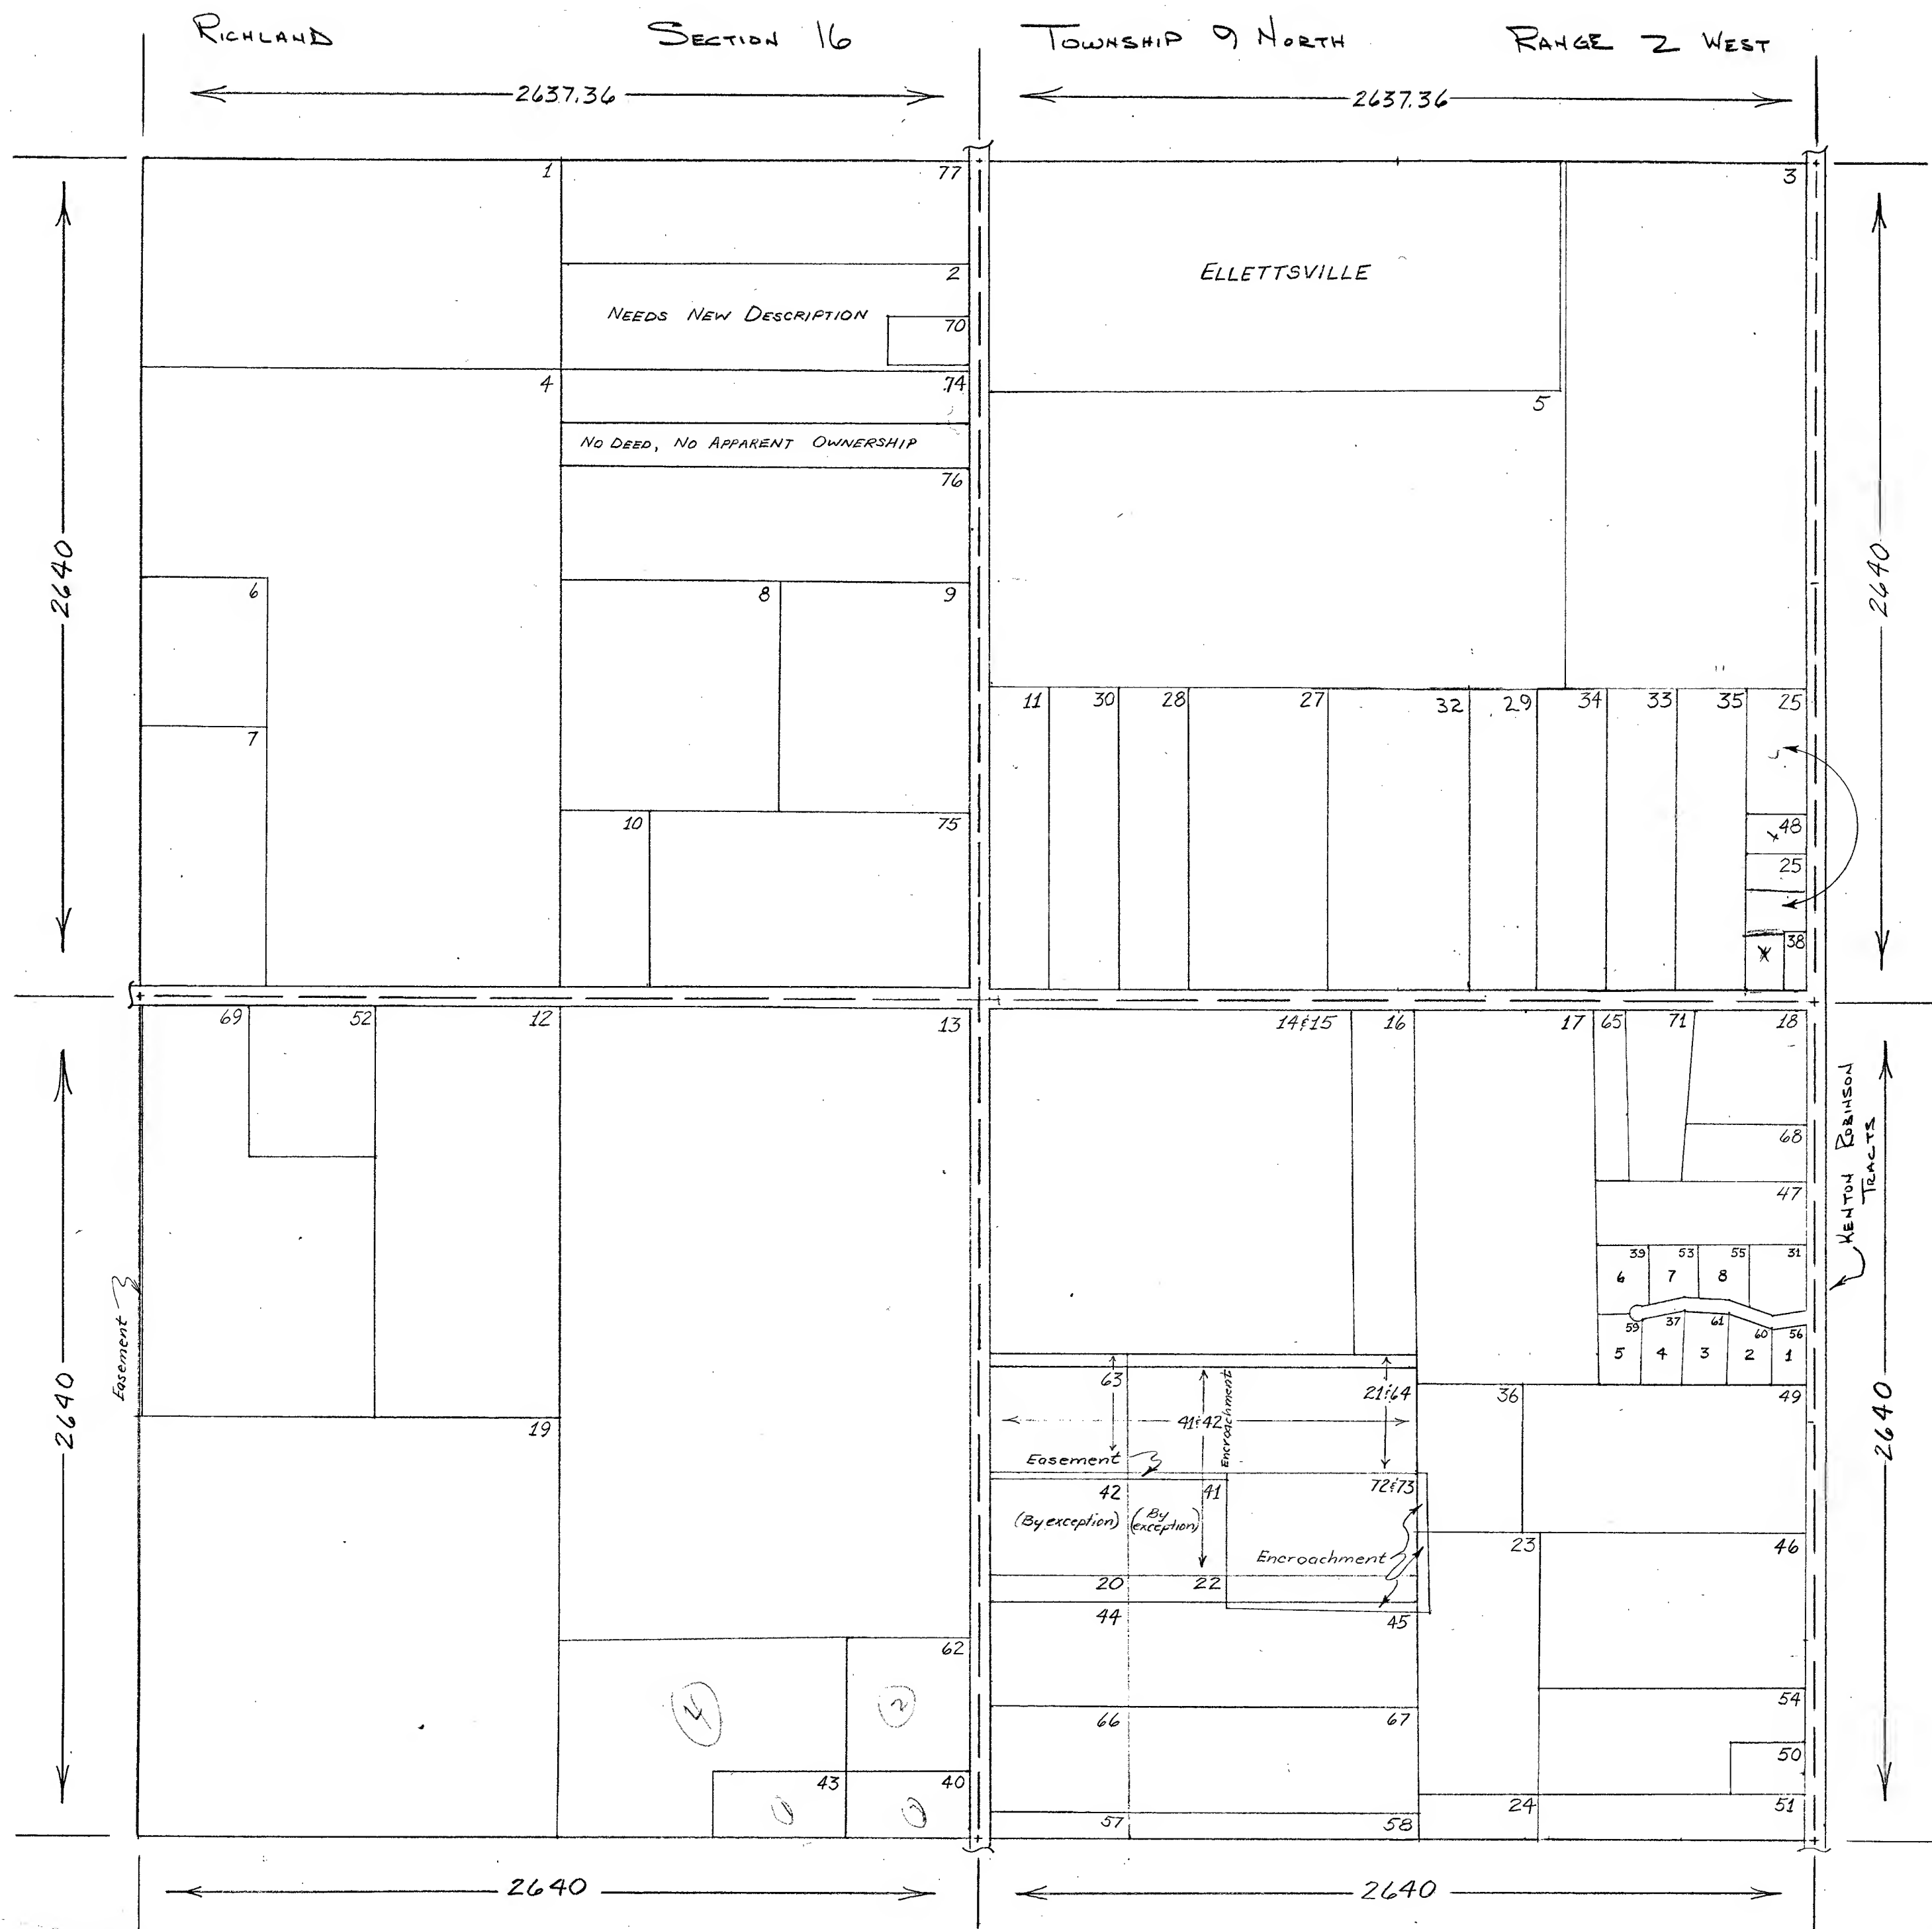 RICHLAND SECTION 16 TOWNSHIP 9 NORTH RANGE 2 WEST
2637.36 2637.36
1 77 3
2 ELLETTSVILLE
NEEDS NEW DESCRIPTION 70
4 74 5
NO DEED, NO APPARENT OWNERSHIP
76
2640 2640
6 8 9
11 30 28 27 32 29 34 33 35 25
7
10 75 48
25
38
69 52 12 13 14&15 16 17 65 71 18
68
KENTON ROBINSON
TRACTS
47
39 53 55 31
6 7 8
59 37 61 60 56
5 4 3 2 1
Easement
2640 2640
63 Encroachment 21&64 36 49
19 41&42
Easement
42 41 72&73
(By exception) (By
exception)
Encroachment 23 46
20 22
44 45
62
4 2
54
66 67
50
43 40 24 51
1 1
57 58
2640 2640